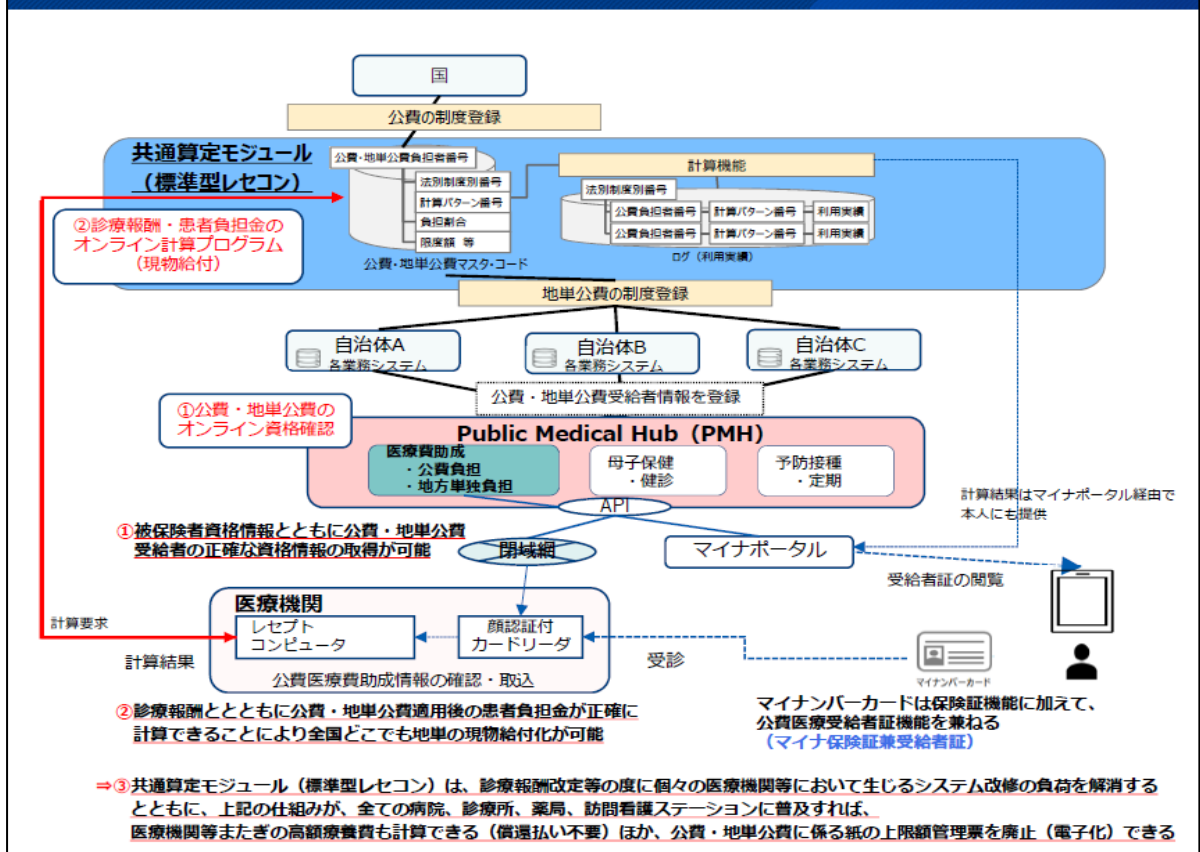 国
公費の制度登録
共通算定モジュール
（標準型レセコン）
公費・地単公費負担者番号
法別制度別番号
計算パターン番号
負担割合
限度額 等
公費・地単公費マスタ・コード
計算機能
法別制度別番号
公費負担者番号
計算パターン番号
利用実績
公費負担者番号
計算パターン番号
利用実績
ログ（利用実績）
②診療報酬・患者負担金の
オンライン計算プログラム
（現物給付）
地単公費の制度登録
自治体A
各業務システム
自治体B
各業務システム
自治体C
各業務システム
公費・地単公費受給者情報を登録
①公費・地単公費の
オンライン資格確認
Public Medical Hub（PMH）
医療費助成
・公費負担
・地方単独負担
母子保健
・健診
予防接種
・定期
API
計算結果はマイナポータル経由で
本人にも提供
①被保険者資格情報とともに公費・地単公費
受給者の正確な資格情報の取得が可能
閉域網
マイナポータル
受給者証の閲覧
医療機関
レセプト
コンピュータ
顔認証付
カードリーダ
計算要求
計算結果
受診
公費医療費助成情報の確認・取込
マイナンバーカード
②診療報酬ととともに公費・地単公費適用後の患者負担金が正確に
計算できることにより全国どこでも地単の現物給付化が可能
マイナンバーカードは保険証機能に加えて、
公費医療受給者証機能を兼ねる
（マイナ保険証兼受給者証）
⇒③共通算定モジュール（標準型レセコン）は、診療報酬改定等の度に個々の医療機関等において生じるシステム改修の負荷を解消する
とともに、上記の仕組みが、全ての病院、診療所、薬局、訪問看護ステーションに普及すれば、
医療機関等またぎの高額療養費も計算できる（償還払い不要）ほか、公費・地単公費に係る紙の上限額管理票を廃止（電子化）できる